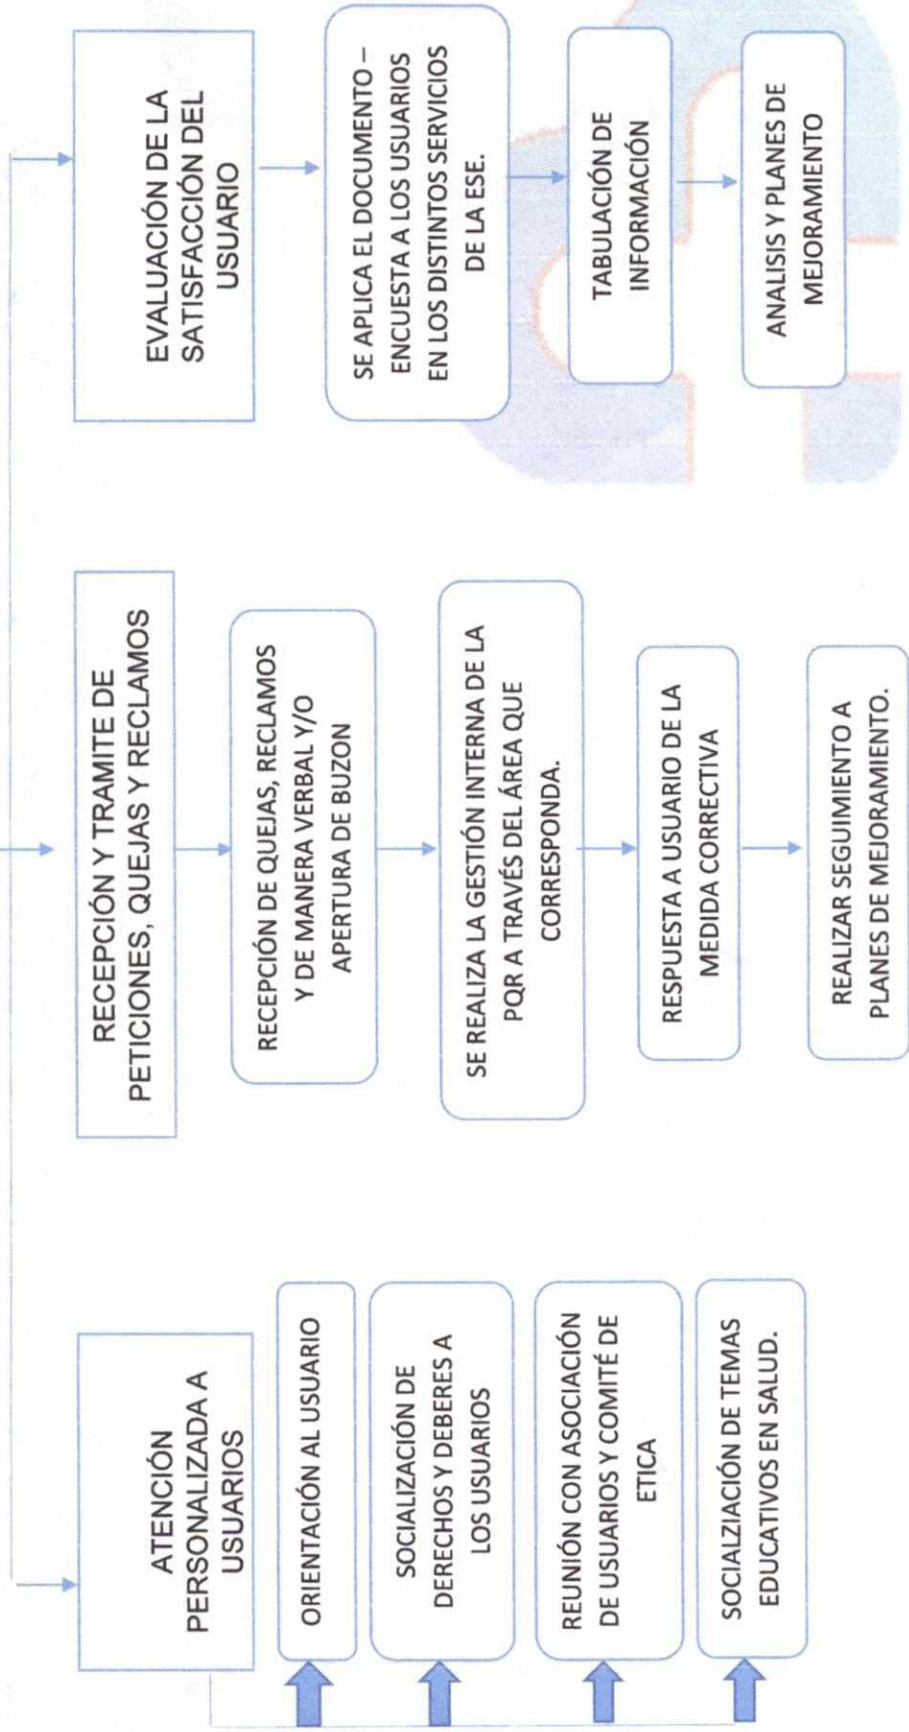 ATENCIÓN
PERSONALIZADA A
USUARIOS
ORIENTACIÓN AL USUARIO
SOCIALIZACIÓN DE
DERECHOS Y DEBERES A
LOS USUARIOS
REUNIÓN CON ASOCIACIÓN
DE USUARIOS Y COMITÉ DE
ETICA
SOCIALZIACIÓN DE TEMAS
EDUCATIVOS EN SALUD.
RECEPCIÓN Y TRAMITE DE
PETICIONES, QUEJAS Y RECLAMOS
RECEPCIÓN DE QUEJAS, RECLAMOS
Y DE MANERA VERBAL Y/O
APERTURA DE BUZON
SE REALIZA LA GESTIÓN INTERNA DE LA
PQR A TRAVÉS DEL ÁREA QUE
CORRESPONDA.
RESPUESTA A USUARIO DE LA
MEDIDA CORRECTIVA
REALIZAR SEGUIMIENTO A
PLANES DE MEJORAMIENTO.
EVALUACIÓN DE LA
SATISFACCIÓN DEL
USUARIO
SE APLICA EL DOCUMENTO –
ENCUESTA A LOS USUARIOS
EN LOS DISTINTOS SERVICIOS
DE LA ESE.
TABULACIÓN DE
INFORMACIÓN
ANALISIS Y PLANES DE
MEJORAMIENTO